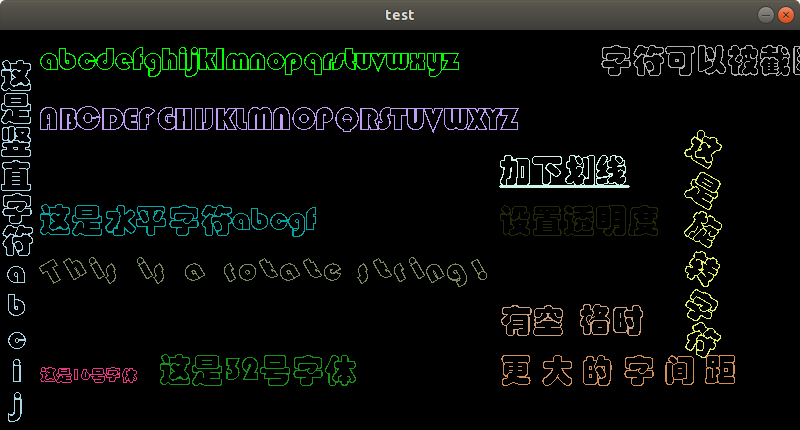 test
abcdefghijklmnopqrstuvwxyz
字符可以被截
这是竖直字符abcij
ABCDEFGHIJKLMNOPQRSTUVWXYZ
加下划线
这是旋转字符
这是水平字符abcgf
设置透明度
This is a rotate string!
有空 格时
这是16号字体
这是32号字体
更大的字间距